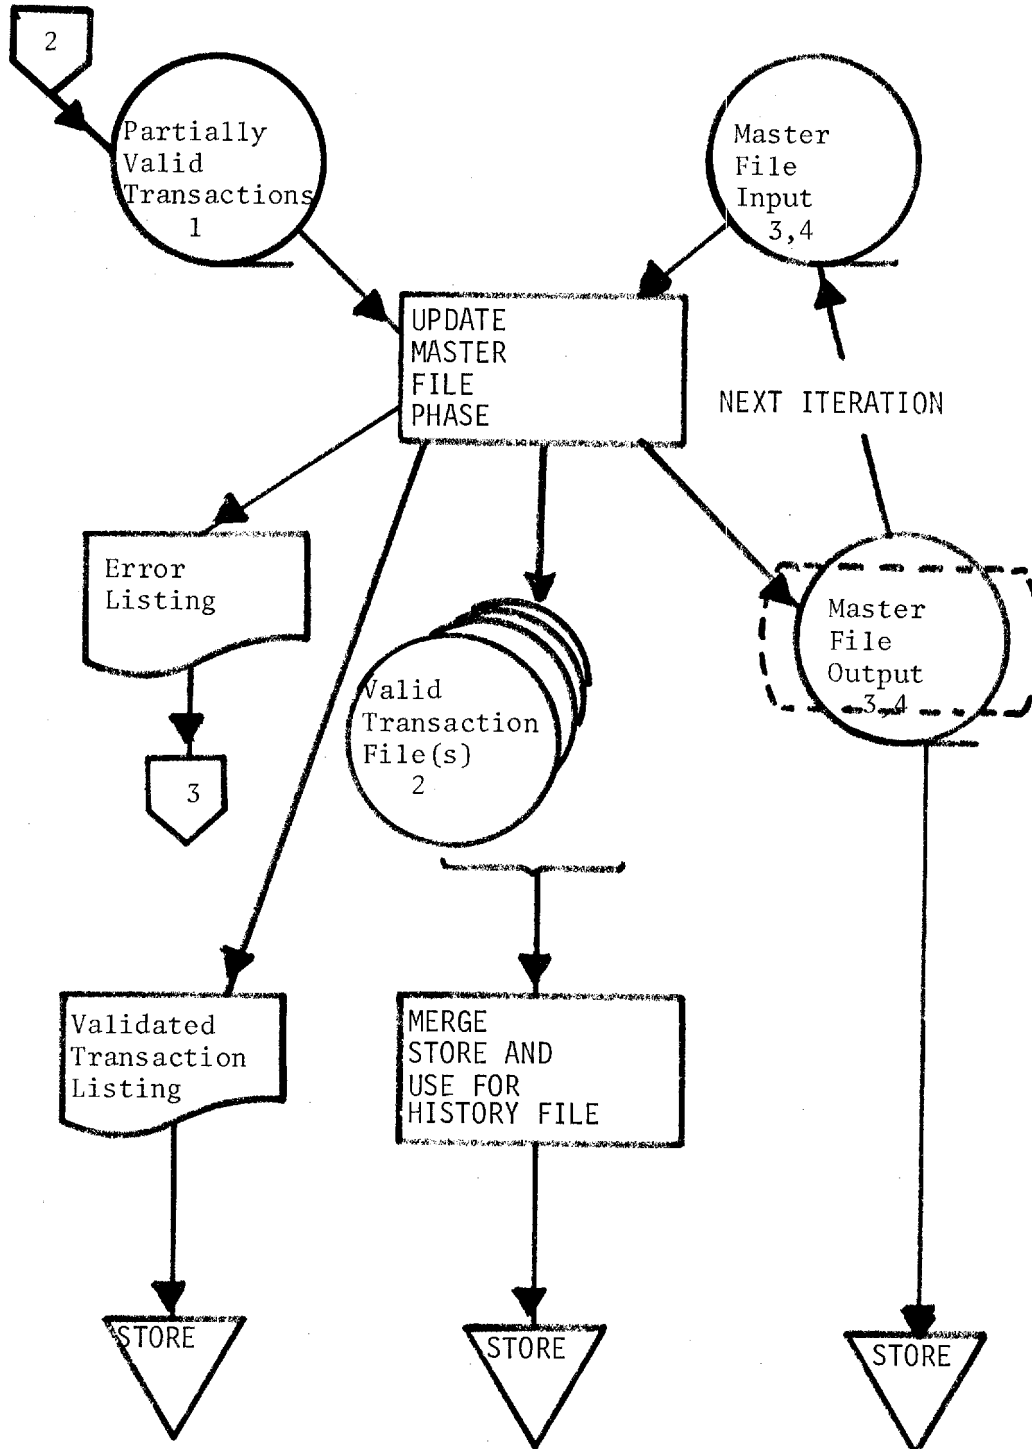 2
Partially
Valid
Transactions
1
Master
File
Input
3,4
UPDATE
MASTER
FILE
PHASE
NEXT ITERATION
Error
Listing
3
Valid
Transaction
File(s)
2
Master
File
Output
3,4
Validated
Transaction
Listing
MERGE
STORE AND
USE FOR
HISTORY FILE
STORE
STORE
STORE